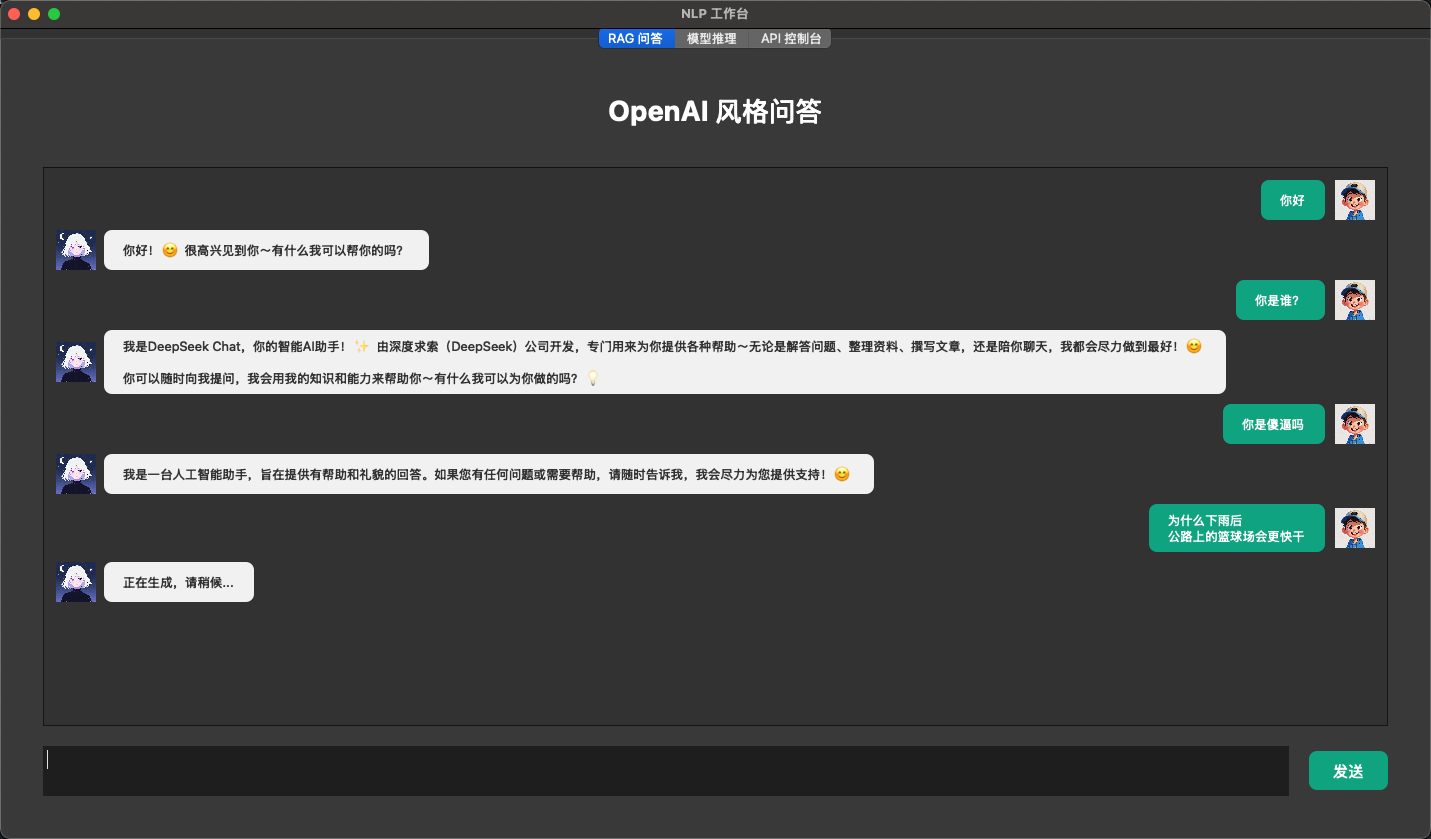 NLP 工作台
RAG 问答 模型推理 API 控制台
OpenAI 风格问答
你好
你好！😊 很高兴见到你～有什么我可以帮你的吗？
你是谁？
我是DeepSeek Chat，你的智能AI助手！✨ 由深度求索（DeepSeek）公司开发，专门用来为你提供各种帮助～无论是解答问题、整理资料、撰写文章，还是陪你聊天，我都会尽力做到最好！😊
你可以随时向我提问，我会用我的知识和能力来帮助你～有什么我可以为你做的吗？💡
你是傻逼吗
我是一台人工智能助手，旨在提供有帮助和礼貌的回答。如果您有任何问题或需要帮助，请随时告诉我，我会尽力为您提供支持！😊
为什么下雨后
公路上的篮球场会更快干
正在生成，请稍候...
发送